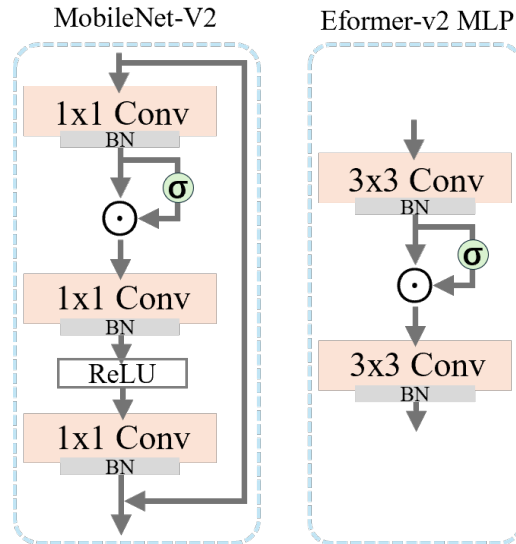 MobileNet-V2
1x1 Conv
BN
σ
1x1 Conv
BN
ReLU
1x1 Conv
BN
Eformer-v2 MLP
3x3 Conv
BN
σ
3x3 Conv
BN